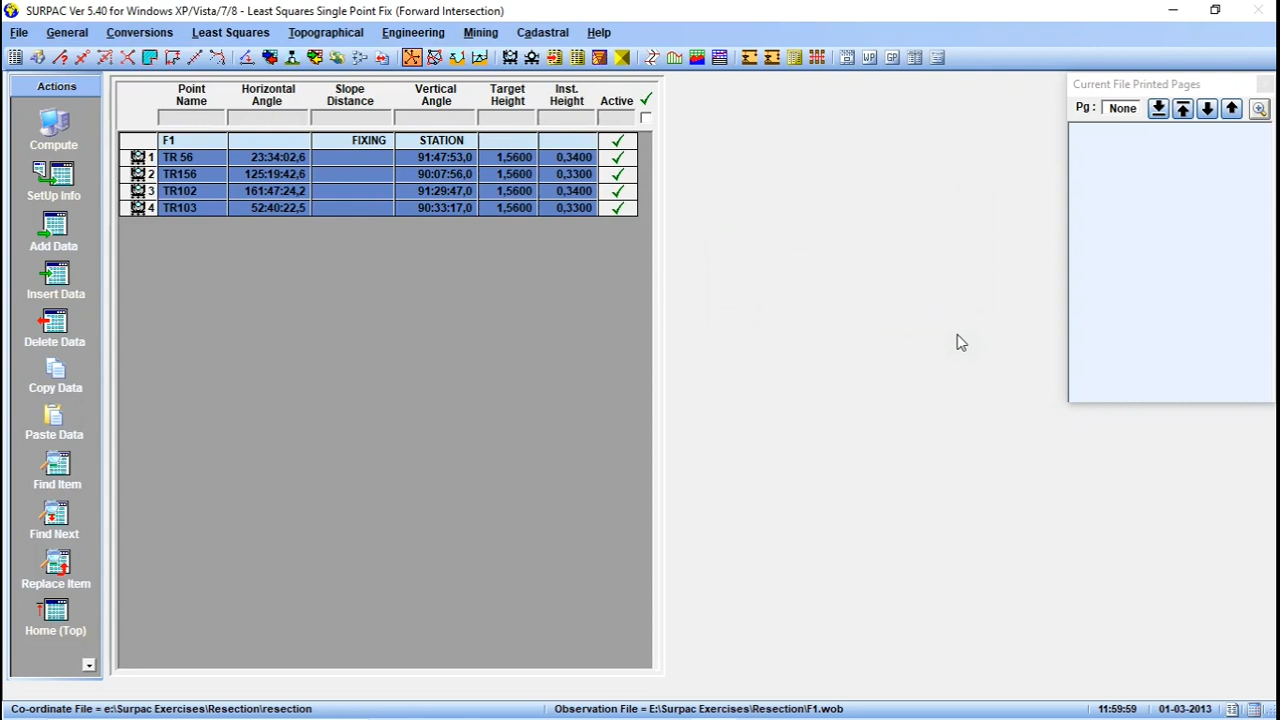 SURPAC Ver 5.40 for Windows XP/Vista/7/8 - Least Squares Single Point Fix (Forward Intersection)
File General Conversions Least Squares Topographical Engineering Mining Cadastral Help
WP GP
Actions
Compute
SetUp Info
Add Data
Insert Data
Delete Data
Copy Data
Paste Data
Find Item
Find Next
Replace Item
Home (Top)
Point Name Horizontal Angle Slope Distance Vertical Angle Target Height Inst. Height Active
F1 FIXING STATION
1 TR 56 23:34:02,6 91:47:53,0 1,5600 0,3400
2 TR156 125:19:42,6 90:07:56,0 1,5600 0,3300
3 TR102 161:47:24,2 91:29:47,0 1,5600 0,3400
4 TR103 52:40:22,5 90:33:17,0 1,5600 0,3300
Current File Printed Pages
Pg : None
Co-ordinate File = e:\Surpac Exercises\Resection\resection Observation File = E:\Surpac Exercises\Resection\F1.wob 11:59:59 01-03-2013